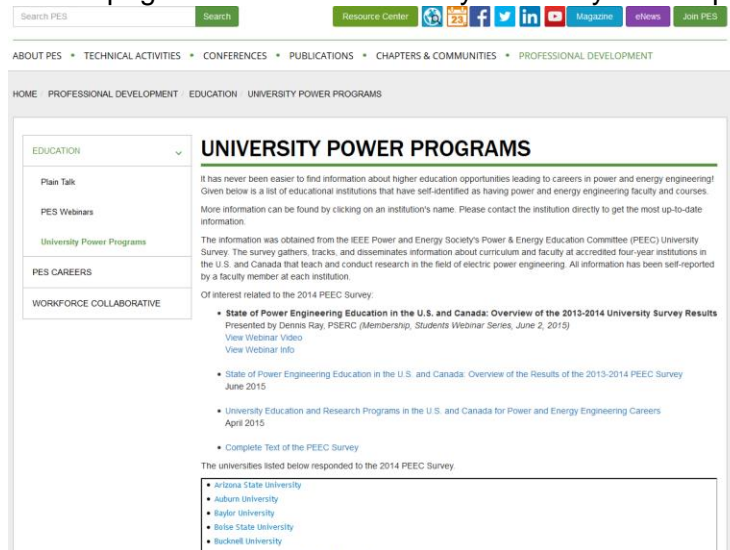 Search PES
Search
Resource Center
23
Magazine
eNews
Join PES
ABOUT PES • TECHNICAL ACTIVITIES • CONFERENCES • PUBLICATIONS • CHAPTERS & COMMUNITIES • PROFESSIONAL DEVELOPMENT
HOME / PROFESSIONAL DEVELOPMENT / EDUCATION / UNIVERSITY POWER PROGRAMS
EDUCATION
Plain Talk
PES Webinars
University Power Programs
PES CAREERS
WORKFORCE COLLABORATIVE
UNIVERSITY POWER PROGRAMS
It has never been easier to find information about higher education opportunities leading to careers in power and energy engineering!
Given below is a list of educational institutions that have self-identified as having power and energy engineering faculty and courses.
More information can be found by clicking on an institution's name. Please contact the institution directly to get the most up-to-date
information.
The information was obtained from the IEEE Power and Energy Society's Power & Energy Education Committee (PEEC) University
Survey. The survey gathers, tracks, and disseminates information about curriculum and faculty at accredited four-year institutions in
the U.S. and Canada that teach and conduct research in the field of electric power engineering. All information has been self-reported
by a faculty member at each institution.
Of interest related to the 2014 PEEC Survey:
• State of Power Engineering Education in the U.S. and Canada: Overview of the 2013-2014 University Survey Results
Presented by Dennis Ray, PSERC (Membership, Students Webinar Series, June 2, 2015)
View Webinar Video
View Webinar Info
• State of Power Engineering Education in the U.S. and Canada: Overview of the Results of the 2013-2014 PEEC Survey
June 2015
• University Education and Research Programs in the U.S. and Canada for Power and Energy Engineering Careers
April 2015
• Complete Text of the PEEC Survey
The universities listed below responded to the 2014 PEEC Survey.
• Arizona State University
• Auburn University
• Baylor University
• Boise State University
• Bucknell University